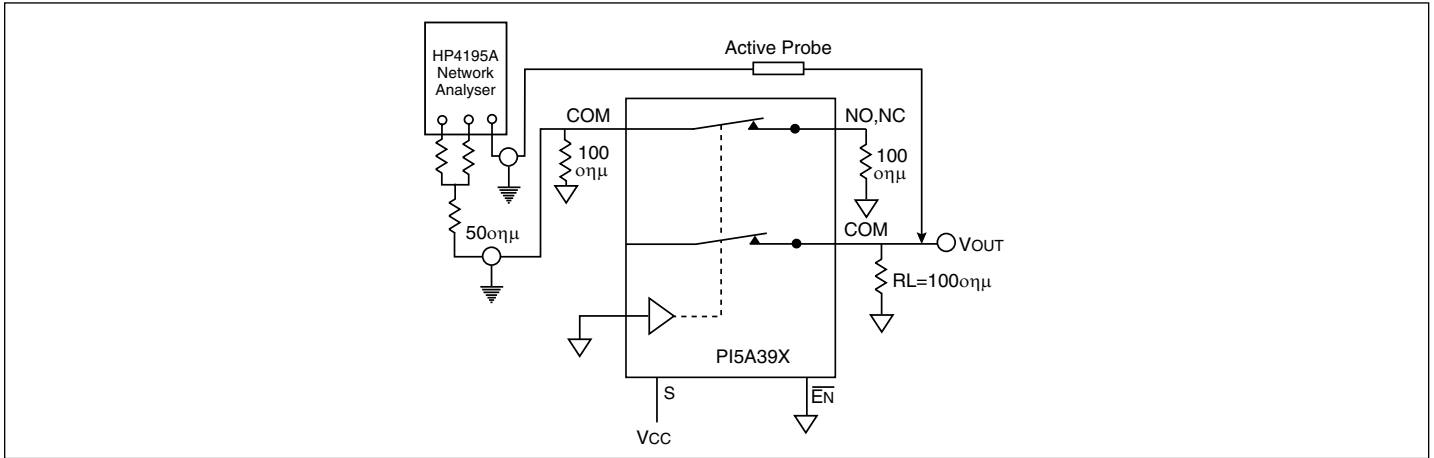 HP4195A
Network
Analyser
Active Probe
COM
NO,NC
100
οημ
100
οημ
50οημ
COM
VOUT
RL=100οημ
PI5A39X
S
EN
VCC